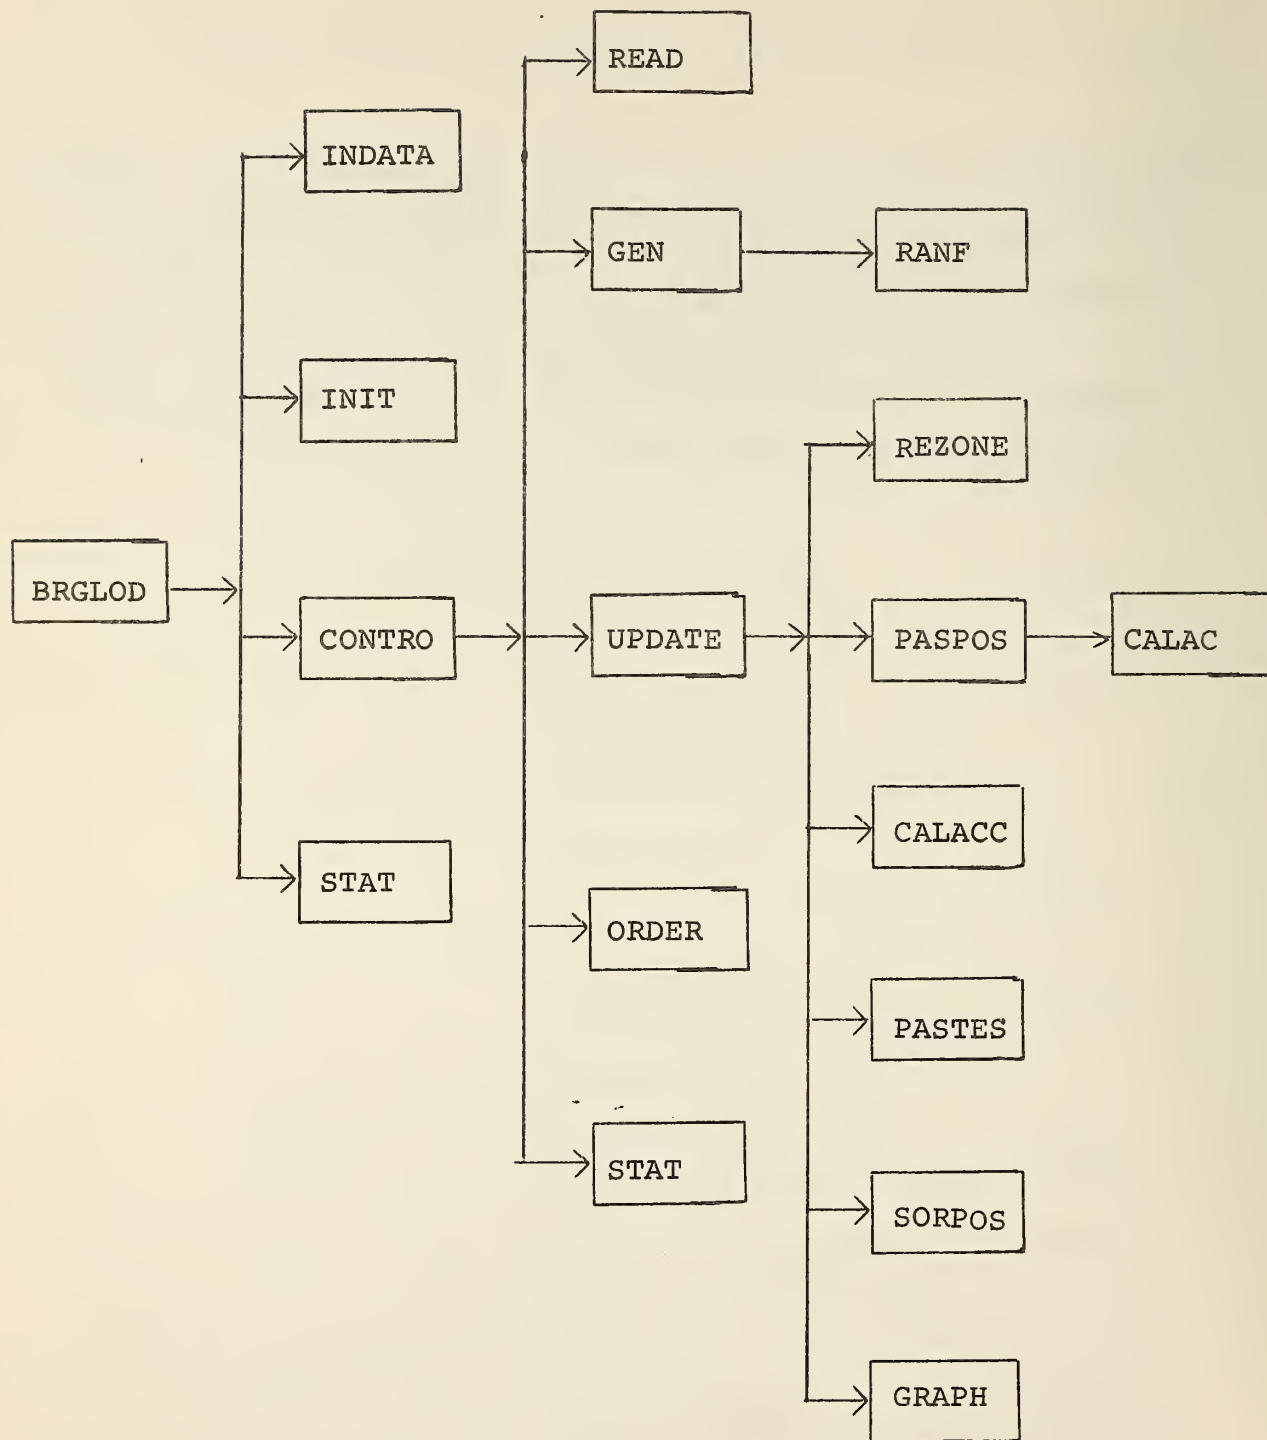 READ
INDATA
GEN
RANF
INIT
REZONE
BRGLOD
CONTRO
UPDATE
PASPOS
CALAC
CALACC
STAT
ORDER
PASTES
STAT
SORPOS
GRAPH